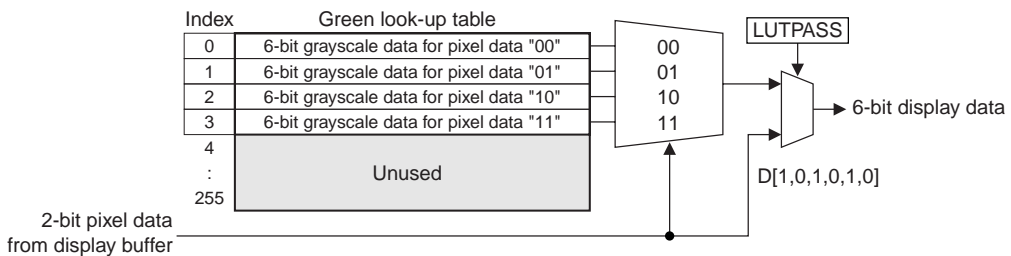 Index Green look-up table
LUTPASS
0 6-bit grayscale data for pixel data "00" 00
1 6-bit grayscale data for pixel data "01" 01
2 6-bit grayscale data for pixel data "10" 10
3 6-bit grayscale data for pixel data "11" 11
6-bit display data
4
:
255
Unused
D[1,0,1,0,1,0]
2-bit pixel data
from display buffer